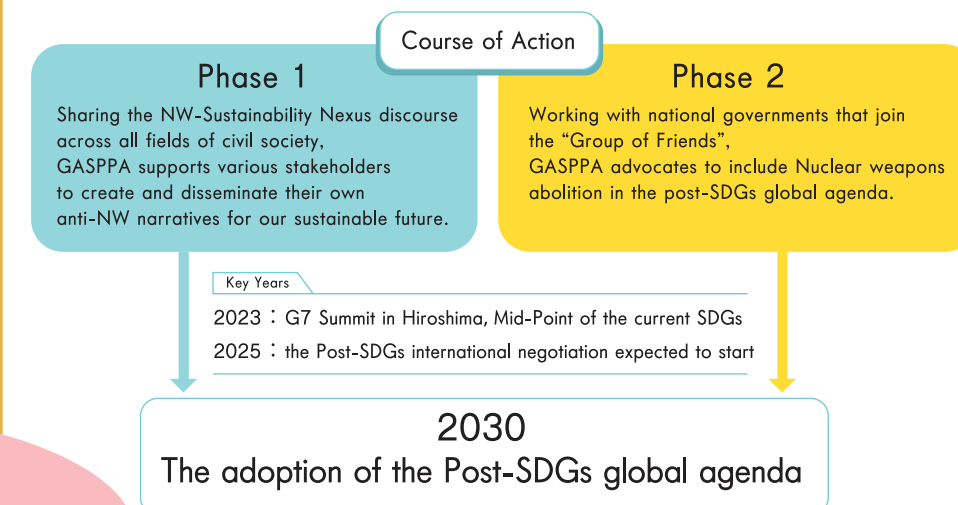 Course of Action
Phase 1
Sharing the NW-Sustainability Nexus discourse
across all fields of civil society,
GASPPA supports various stakeholders
to create and disseminate their own
anti-NW narratives for our sustainable future.
Phase 2
Working with national governments that join
the “Group of Friends”,
GASPPA advocates to include Nuclear weapons
abolition in the post-SDGs global agenda.
Key Years
2023：G7 Summit in Hiroshima, Mid-Point of the current SDGs
2025：the Post-SDGs international negotiation expected to start
2030
The adoption of the Post-SDGs global agenda